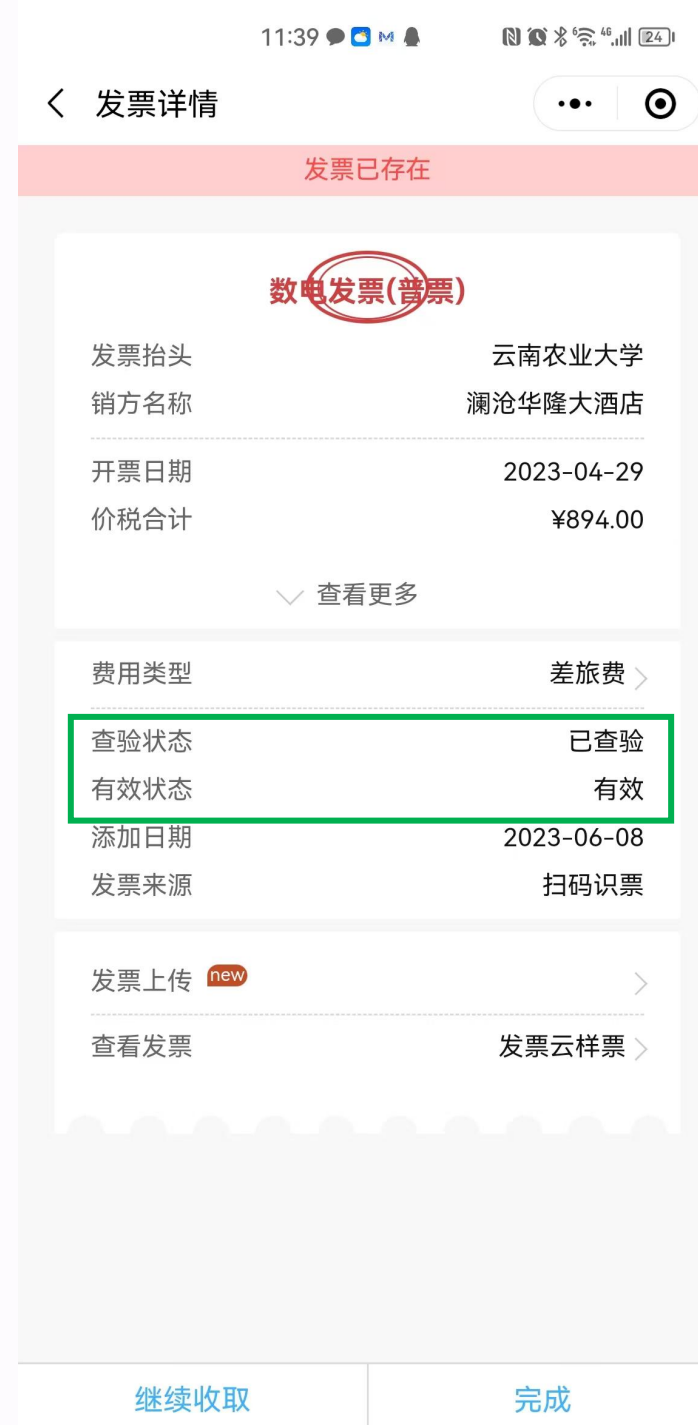 11:39
4G
24
发票详情
发票已存在
数电发票(普票)
发票抬头 云南农业大学
销方名称 澜沧华隆大酒店
开票日期 2023-04-29
价税合计 ¥894.00
查看更多
费用类型 差旅费
查验状态 已查验
有效状态 有效
添加日期 2023-06-08
发票来源 扫码识票
发票上传 new
查看发票 发票云样票
继续收取 完成